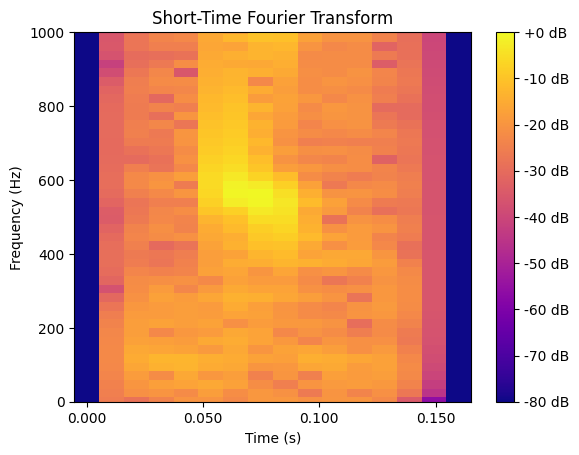 Short-Time Fourier Transform
1000
800
600
400
200
0
Frequency (Hz)
0.000
0.050
0.100
0.150
Time (s)
+0 dB
-10 dB
-20 dB
-30 dB
-40 dB
-50 dB
-60 dB
-70 dB
-80 dB